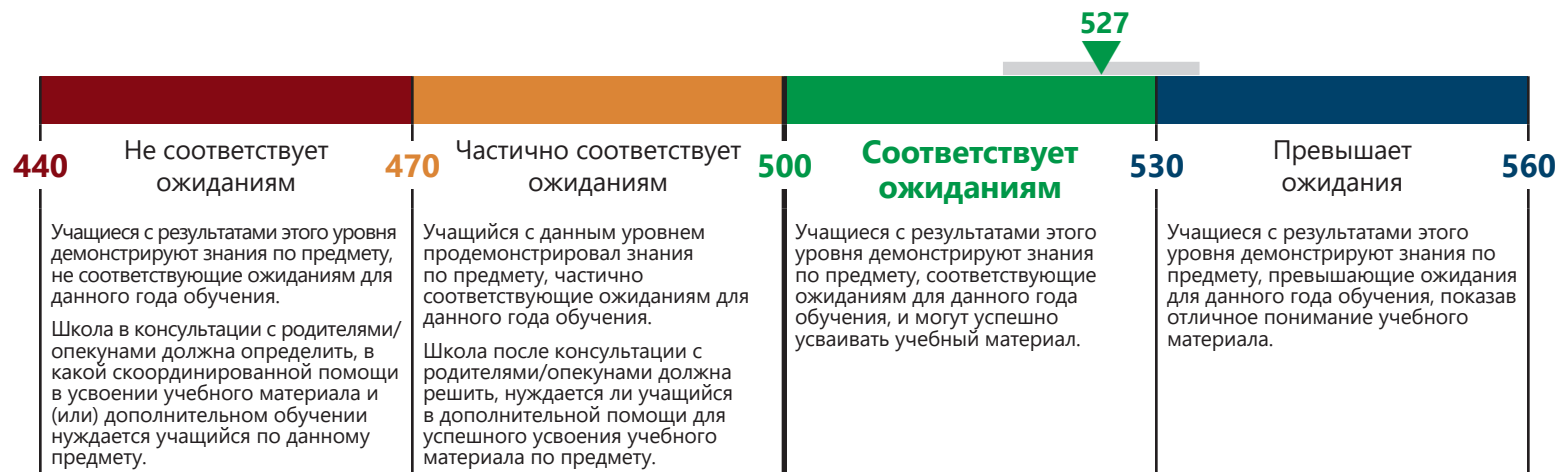 527
440
Не соответствует
ожиданиям
470
Частично соответствует
ожиданиям
500
Соответствует
ожиданиям
530
Превышает
ожидания
560
Учащиеся с результатами этого уровня
демонстрируют знания по предмету,
не соответствующие ожиданиям для
данного года обучения.
Школа в консультации с родителями/
опекунами должна определить, в
какой скоординированной помощи
в усвоении учебного материала и
(или) дополнительном обучении
нуждается учащийся по данному
предмету.
Учащийся с данным уровнем
продемонстрировал знания
по предмету, частично
соответствующие ожиданиям для
данного года обучения.
Школа после консультации с
родителями/опекунами должна
решить, нуждается ли учащийся
в дополнительной помощи для
успешного усвоения учебного
материала по предмету.
Учащиеся с результатами этого
уровня демонстрируют знания
по предмету, соответствующие
ожиданиям для данного года
обучения, и могут успешно
усваивать учебный материал.
Учащиеся с результатами этого
уровня демонстрируют знания по
предмету, превышающие ожидания
для данного года обучения, показав
отличное понимание учебного
материала.